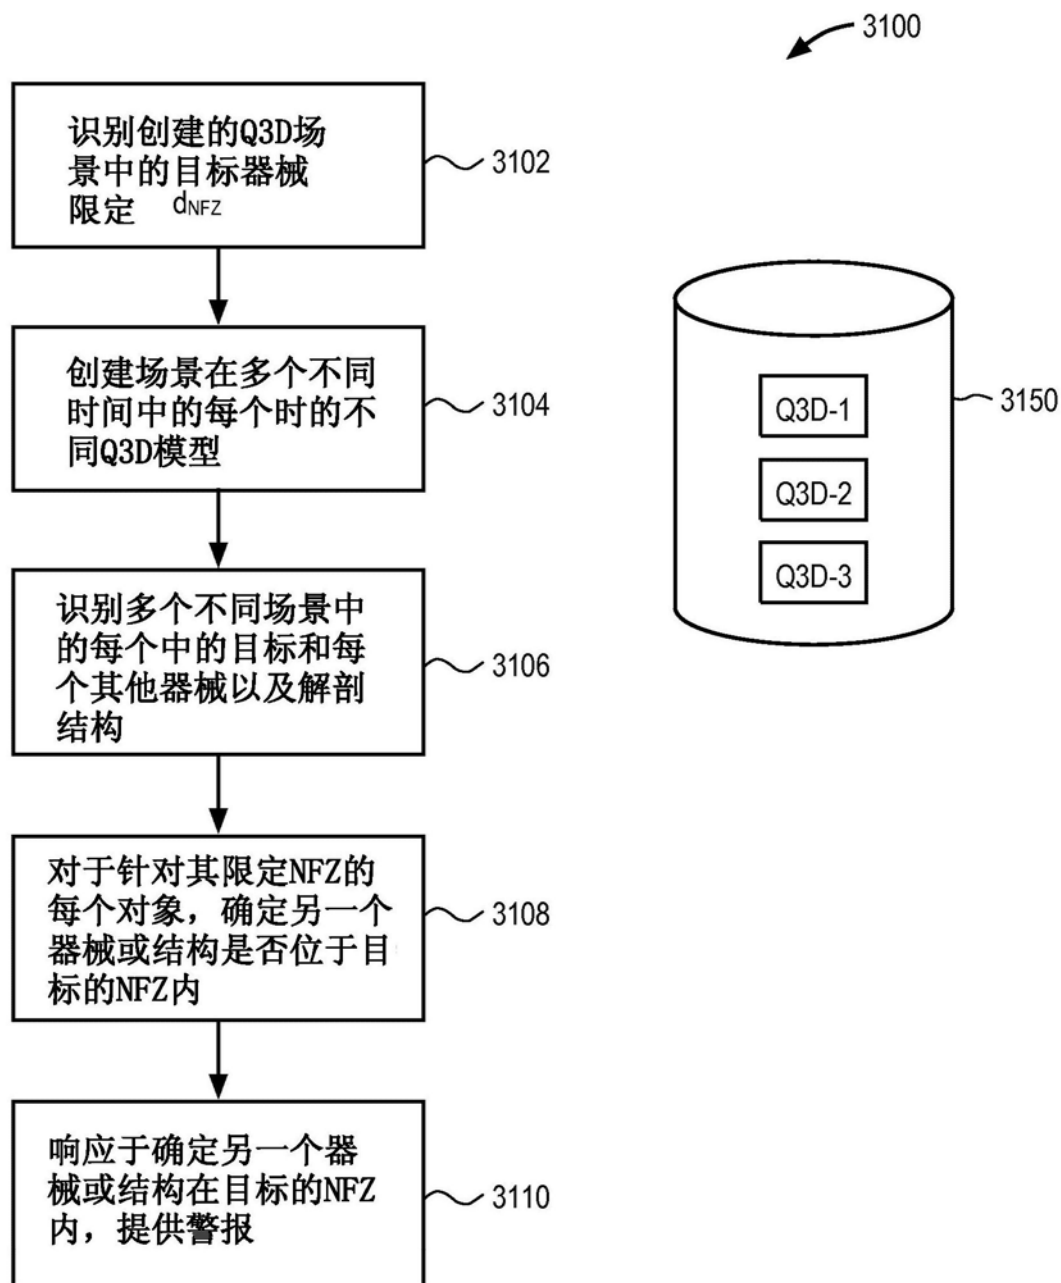 3100
识别创建的Q3D场
景中的目标器械
限定 dNFZ
3102
创建场景在多个不同
时间中的每个时的不
同Q3D模型
3104
识别多个不同场景中
的每个中的目标和每
个其他器械以及解剖
结构
3106
对于针对其限定NFZ的
每个对象，确定另一个
器械或结构是否位于目
标的NFZ内
3108
响应于确定另一个器
械或结构在目标的NFZ
内，提供警报
3110
Q3D-1
Q3D-2
Q3D-3
3150